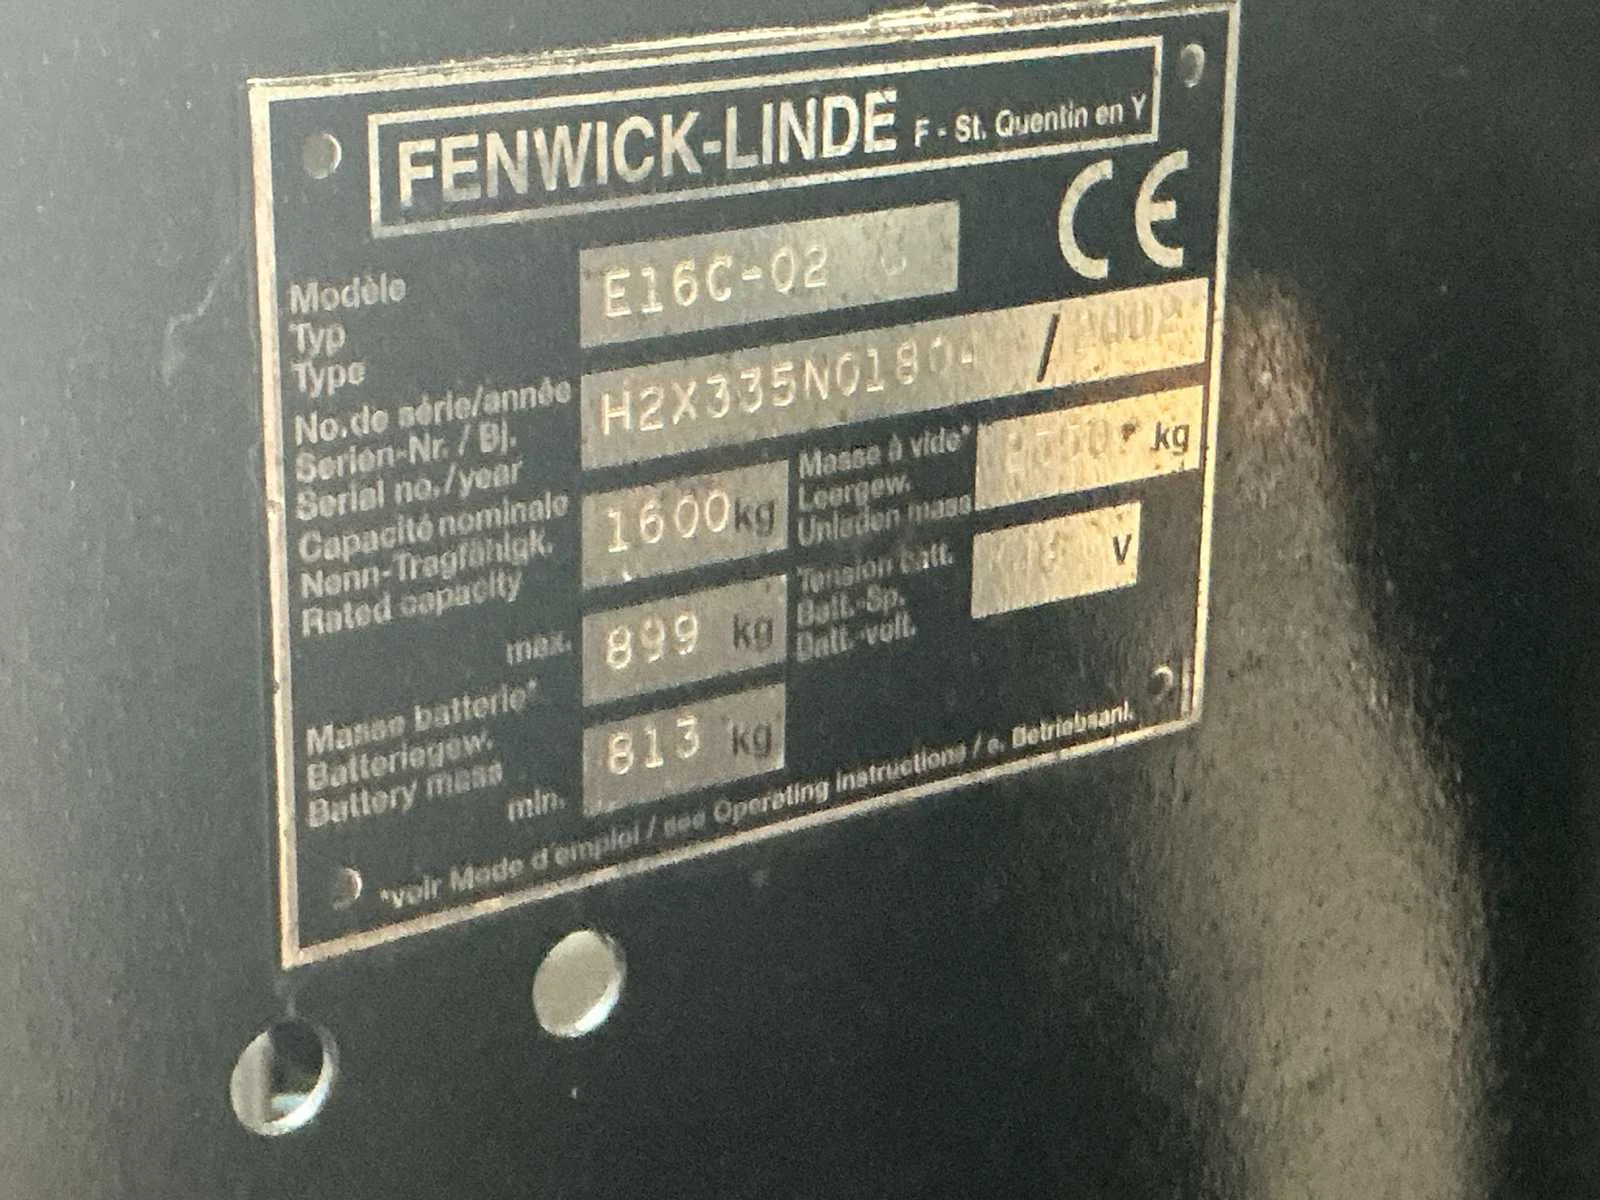 FENWICK-LINDE F - St. Quentin en Y
CE
Modèle
Typ
Type
E16C-02
No.de série/année
Serien-Nr. / Bj.
Serial no./year
H2X335N01804 / 2002
Capacité nominale
Nenn-Tragfähigk.
Rated capacity
1600 kg
Masse à vide*
Leergew.
Unladen mass
kg
Tension batt.
Batt.-Sp.
Batt.-volt.
V
Masse batterie*
Batteriegew.
Battery mass
max. 899 kg
min. 813 kg
*voir Mode d'emploi / see Operating instructions / s. Betriebsanl.